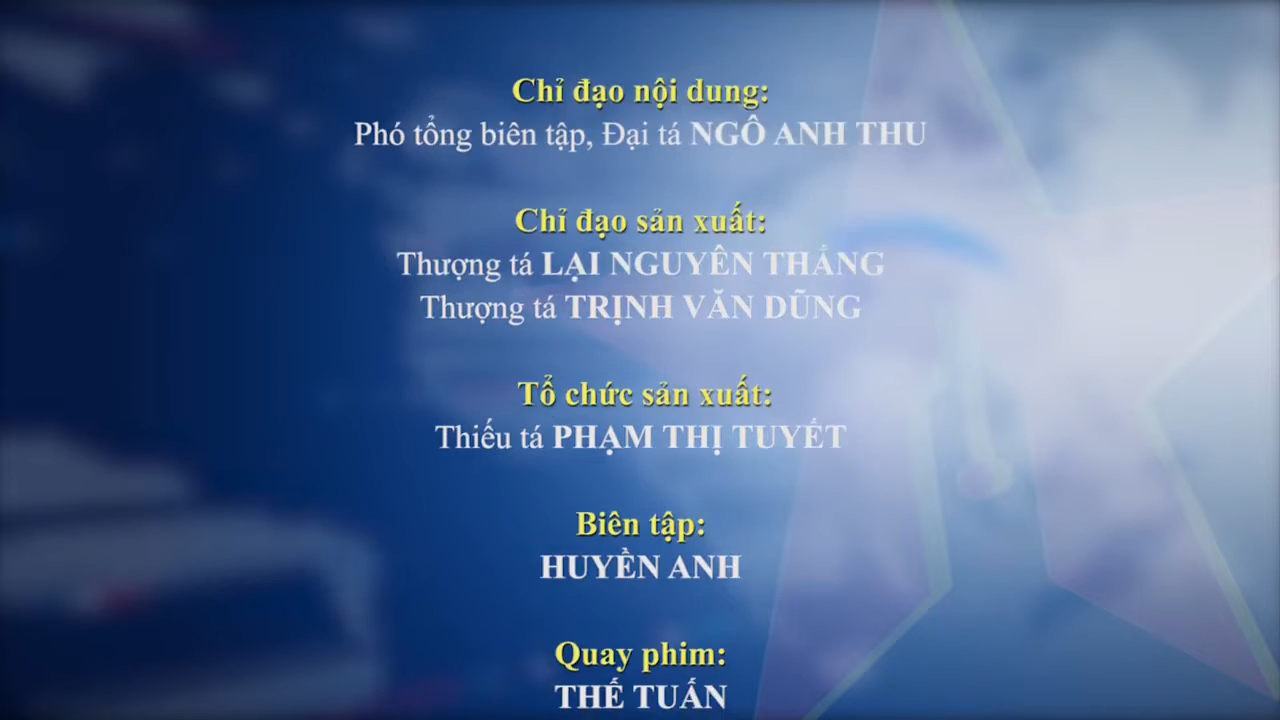 Chỉ đạo nội dung:
Phó tổng biên tập, Đại tá NGÔ ANH THU
Chỉ đạo sản xuất:
Thượng tá LẠI NGUYÊN THẮNG
Thượng tá TRỊNH VĂN DŨNG
Tổ chức sản xuất:
Thiếu tá PHẠM THỊ TUYẾT
Biên tập:
HUYỀN ANH
Quay phim:
THẾ TUẤN